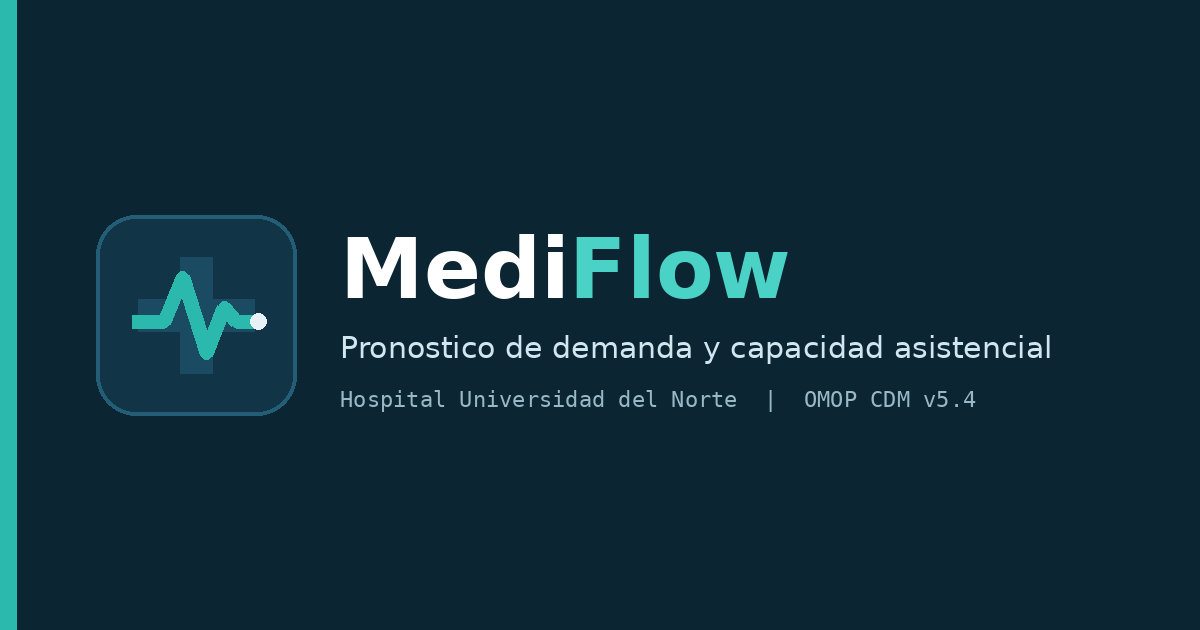 MediFlow
Pronostico de demanda y capacidad asistencial
Hospital Universidad del Norte | OMOP CDM v5.4